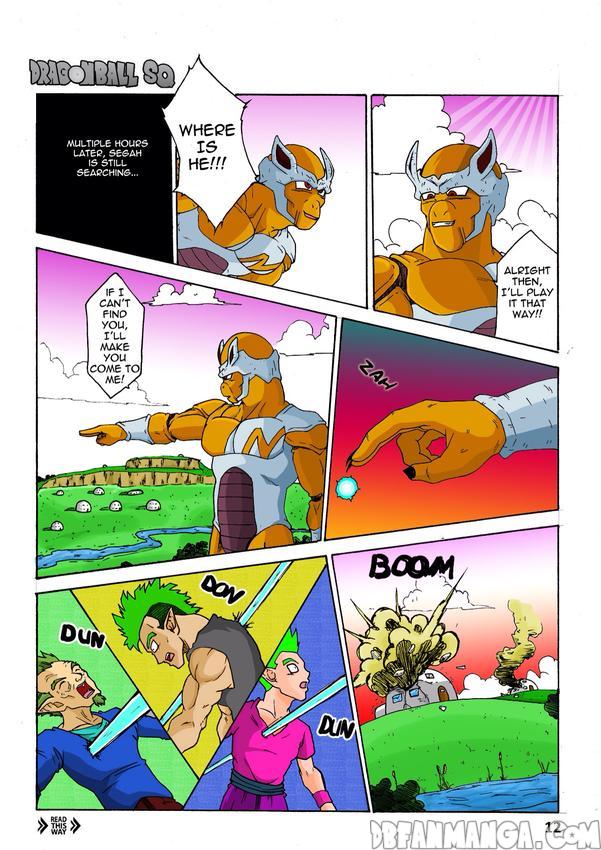 DRAGONBALL SQ
MULTIPLE HOURS
LATER, SEGAH
IS STILL
SEARCHING...
WHERE
IS
HE!!!
ALRIGHT
THEN,
I'LL PLAY
IT THAT
WAY!!
IF I
CAN'T
FIND
YOU,
I'LL
MAKE
YOU
COME TO
ME!
ZAH
DUN
DON
DUN
BOOM
READ
THIS
WAY
12
DBFANMANGA.COM